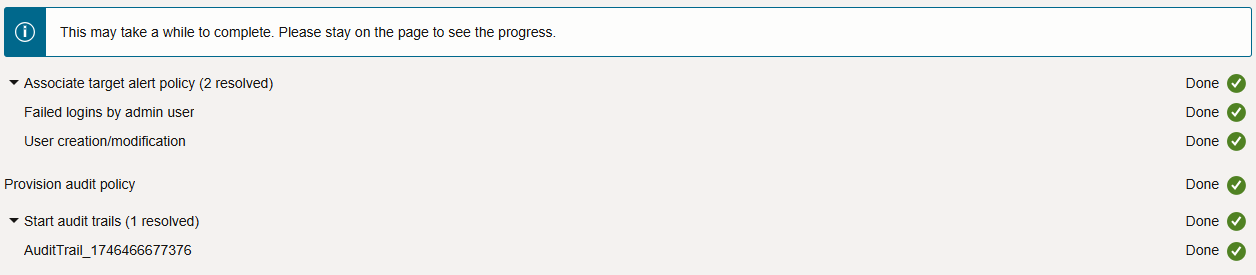 This may take a while to complete. Please stay on the page to see the progress.
Associate target alert policy (2 resolved) Done
Failed logins by admin user Done
User creation/modification Done
Provision audit policy Done
Start audit trails (1 resolved) Done
AuditTrail_1746466677376 Done